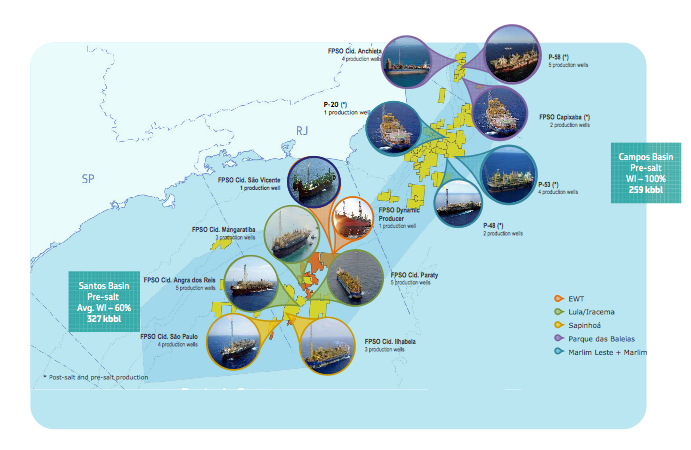 FPSO Cid. Anchieta
4 production wells
P-58 (*)
5 production wells
P-20 (*)
1 production well
FPSO Capixaba (*)
2 production wells
RJ
SP
Campos Basin
Pre-salt
WI – 100%
259 kbbl
FPSO Cid. São Vicente
1 production well
P-53 (*)
4 production wells
FPSO Dynamic
Producer
1 production well
P-48 (*)
2 production wells
FPSO Cid. Mangaratiba
3 production wells
FPSO Cid. Angra dos Reis
5 production wells
FPSO Cid. Paraty
5 production wells
Santos Basin
Pre-salt
Avg. WI – 60%
327 kbbl
EWT
Lula/Iracema
Sapinhoá
Parque das Baleias
Marlim Leste + Marlim
FPSO Cid. São Paulo
4 production wells
FPSO Cid. Ilhabela
3 production wells
* Post-salt and pre-salt production